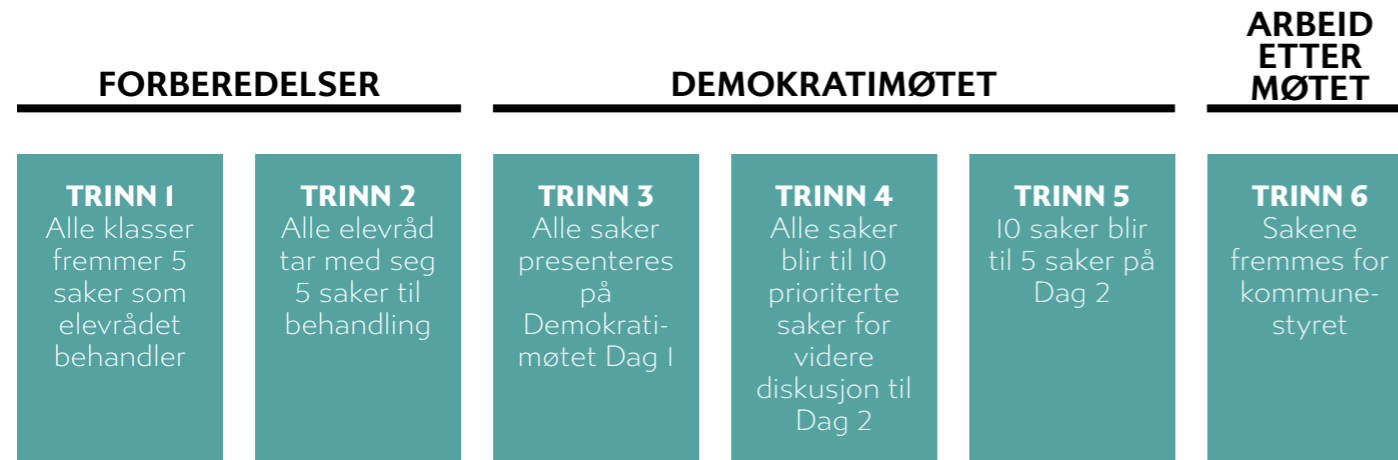 FORBEREDELSER
DEMOKRATIMØTET
ARBEID
ETTER
MØTET
TRINN 1
Alle klasser
fremmer 5
saker som
elevrådet
behandler
TRINN 2
Alle elevråd
tar med seg
5 saker til
behandling
TRINN 3
Alle saker
presenteres
på
Demokrati-
møtet Dag 1
TRINN 4
Alle saker
blir til 10
prioriterte
saker for
videre
diskusjon til
Dag 2
TRINN 5
10 saker blir
til 5 saker på
Dag 2
TRINN 6
Sakene
fremmes for
kommune-
styret